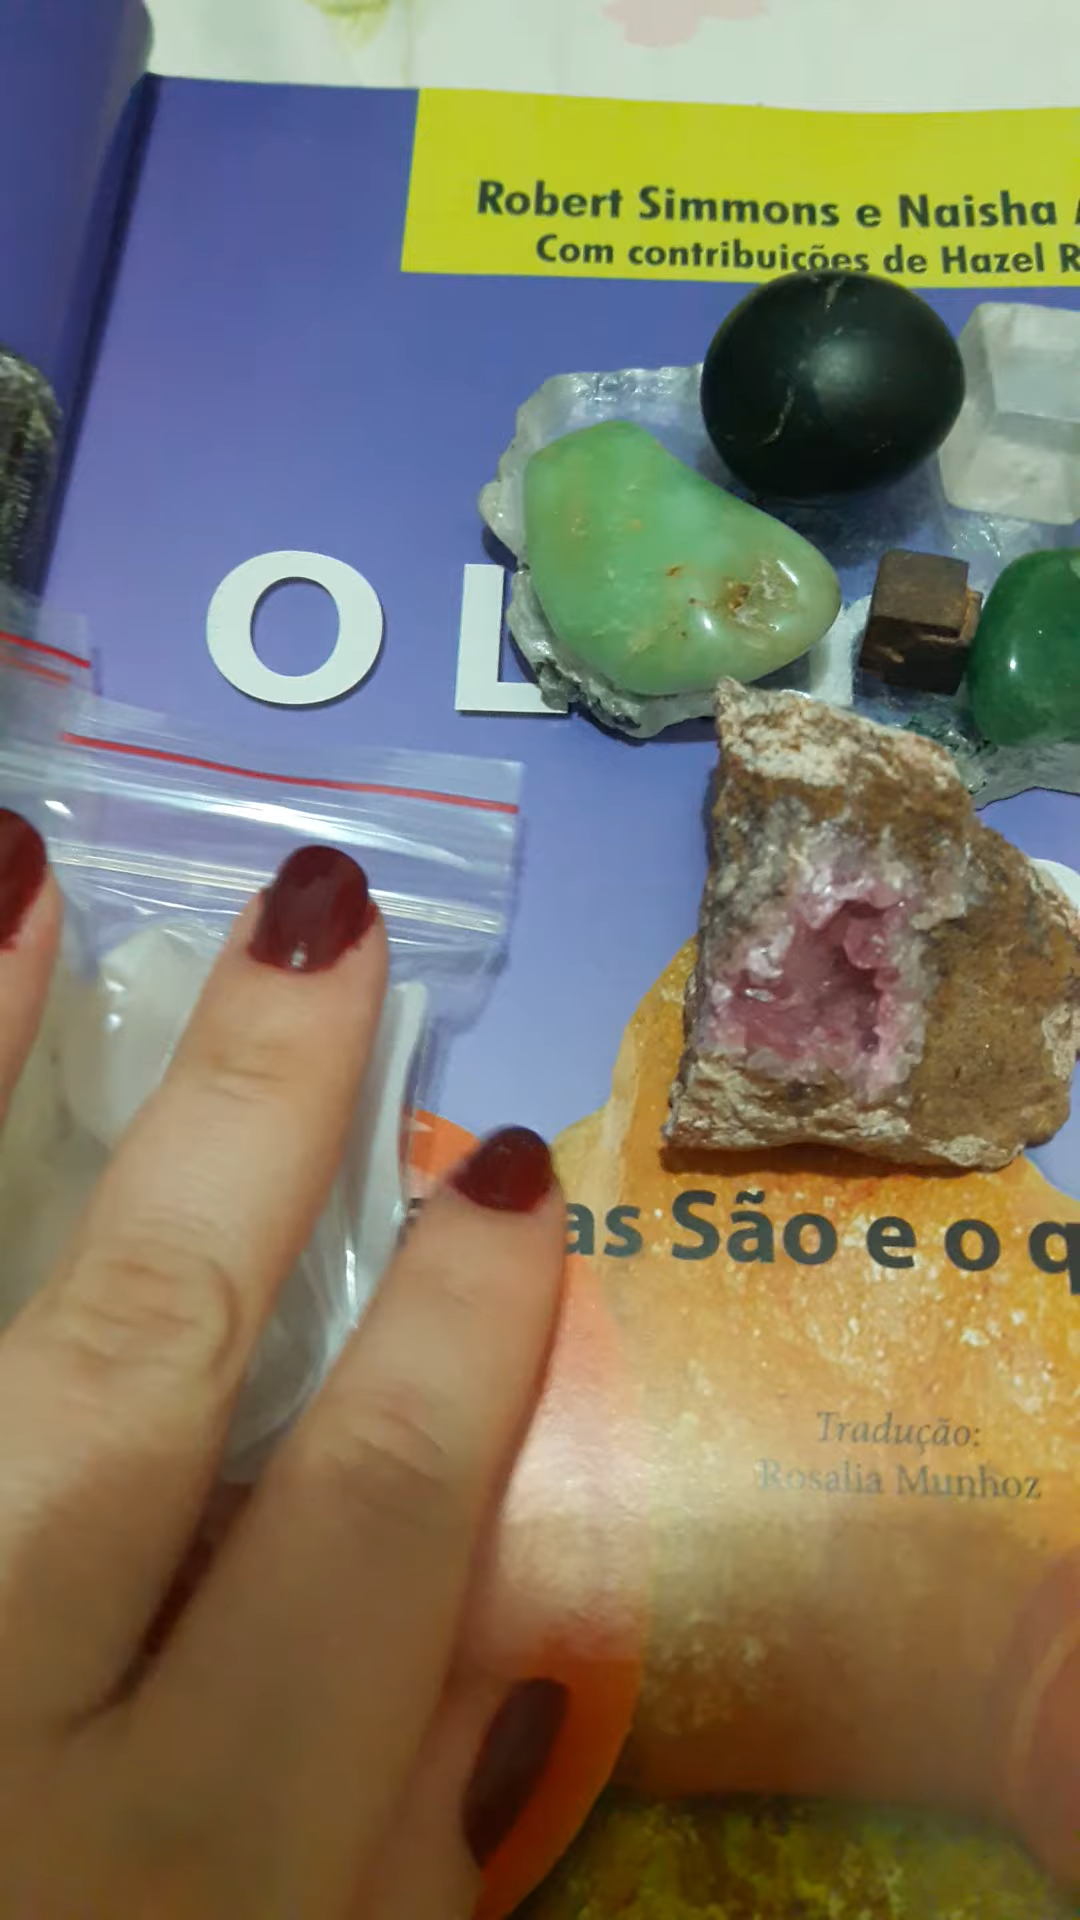 Robert Simmons e Naisha
Com contribuições de Hazel R
O L
as São e o q
Tradução:
Rosalia Munhoz